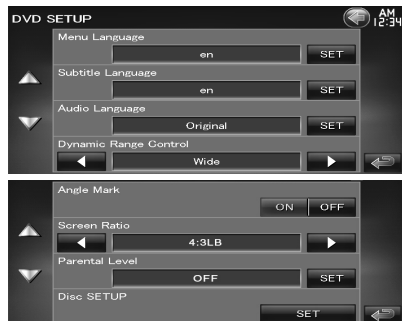 DVD SETUP
AM 12:34
Menu Language
en SET
Subtitle Language
en SET
Audio Language
Original SET
Dynamic Range Control
Wide
Angle Mark
ON OFF
Screen Ratio
4:3LB
Parental Level
OFF SET
Disc SETUP
SET